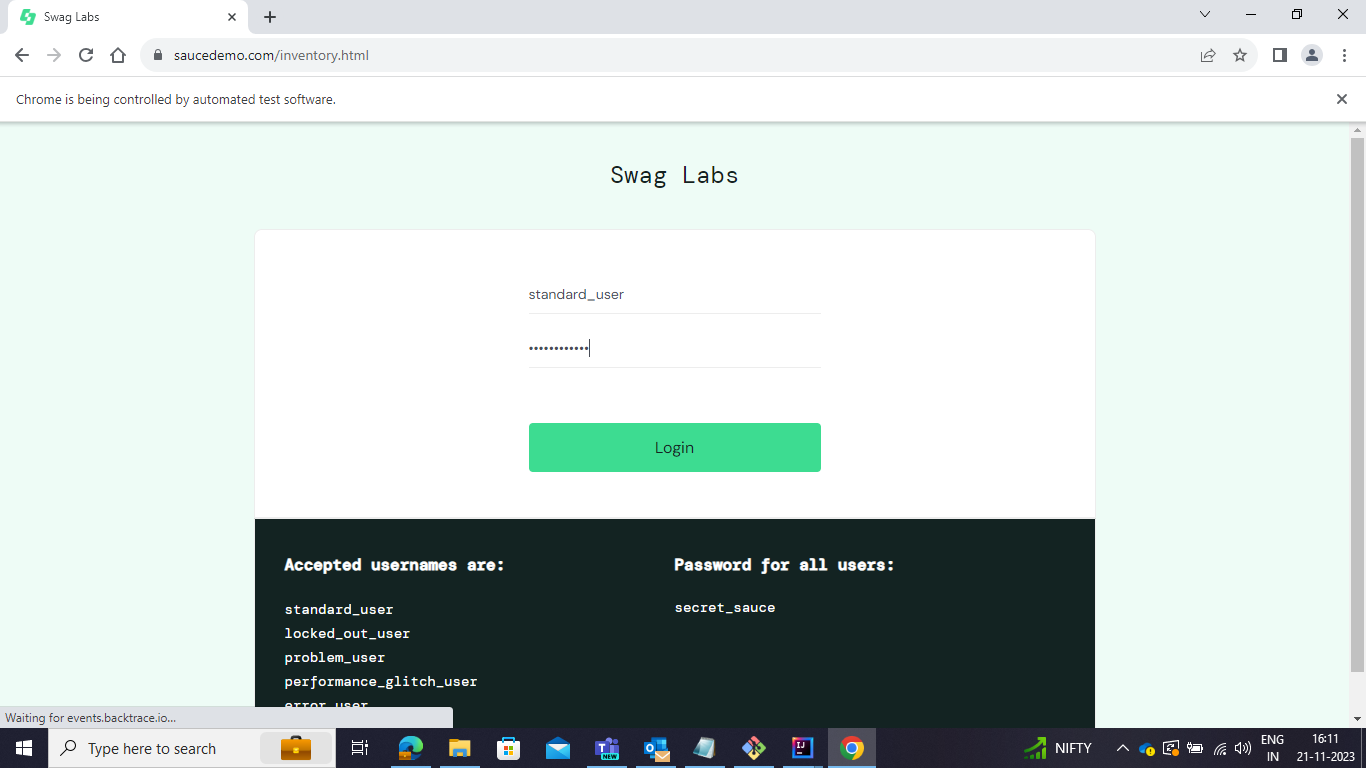 Swag Labs
saucedemo.com/inventory.html
Chrome is being controlled by automated test software.
Swag Labs
standard_user
••••••••••••
Login
Accepted usernames are:
standard_user
locked_out_user
problem_user
performance_glitch_user
error_user
Password for all users:
secret_sauce
Waiting for events.backtrace.io...
Type here to search
NEW
NIFTY
ENG
IN
16:11
21-11-2023